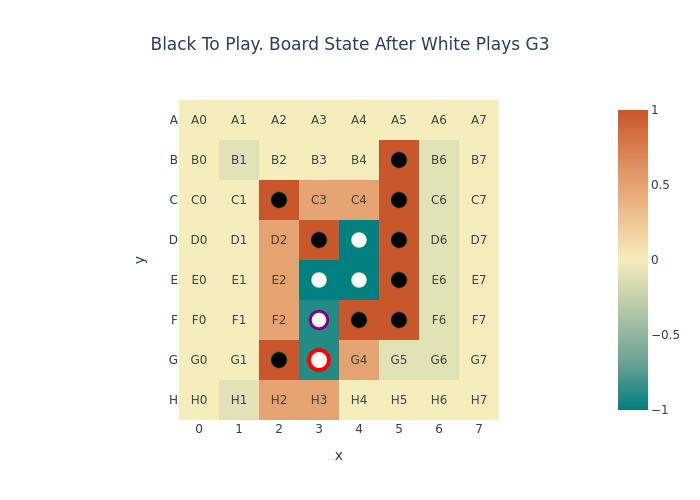 Black To Play. Board State After White Plays G3
A A0 A1 A2 A3 A4 A5 A6 A7 1
B B0 B1 B2 B3 B4 B6 B7
C C0 C1 C3 C4 C6 C7 0.5
D D0 D1 D2 D6 D7
y E E0 E1 E2 E6 E7 0
F F0 F1 F2 F6 F7 −0.5
G G0 G1 G4 G5 G6 G7
H H0 H1 H2 H3 H4 H5 H6 H7 −1
0 1 2 3 4 5 6 7
x